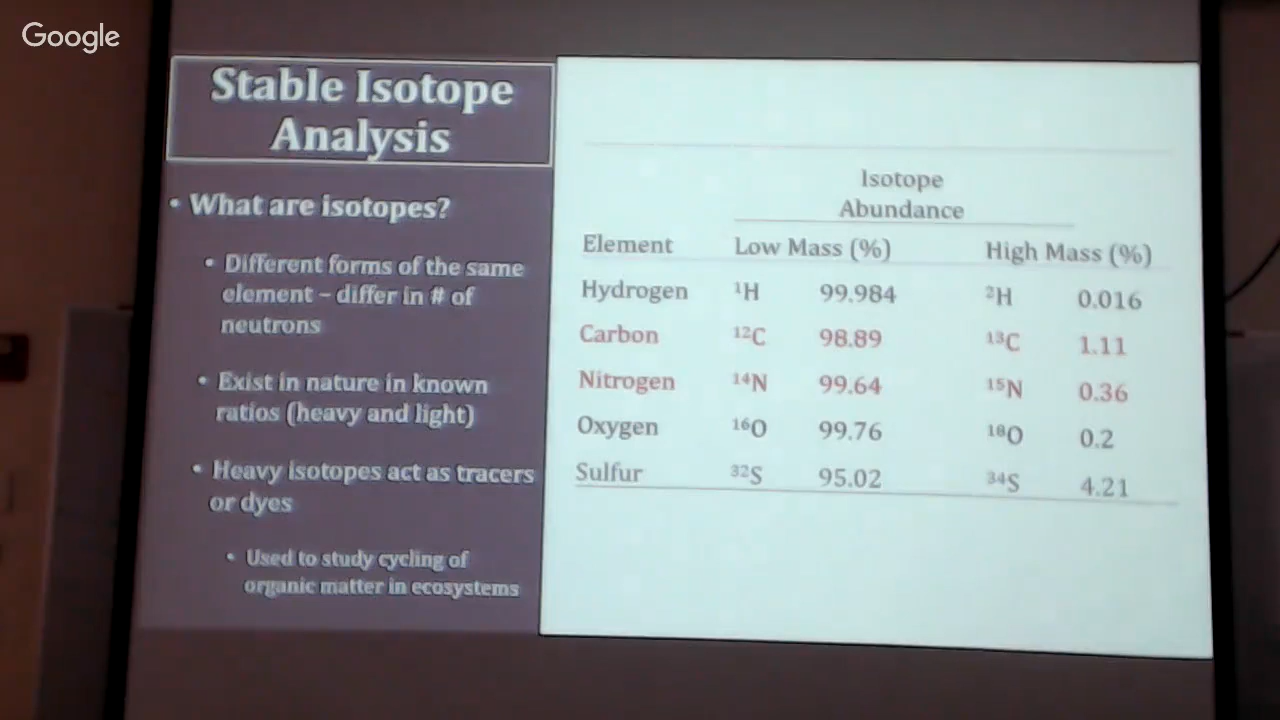 Google
Stable Isotope
Analysis
• What are isotopes?
• Different forms of the same
element – differ in # of
neutrons
• Exist in nature in known
ratios (heavy and light)
• Heavy isotopes act as tracers
or dyes
• Used to study cycling of
organic matter in ecosystems
Isotope
Abundance
Element Low Mass (%) High Mass (%)
Hydrogen ¹H 99.984 ²H 0.016
Carbon ¹²C 98.89 ¹³C 1.11
Nitrogen ¹⁴N 99.64 ¹⁵N 0.36
Oxygen ¹⁶O 99.76 ¹⁸O 0.2
Sulfur ³²S 95.02 ³⁴S 4.21